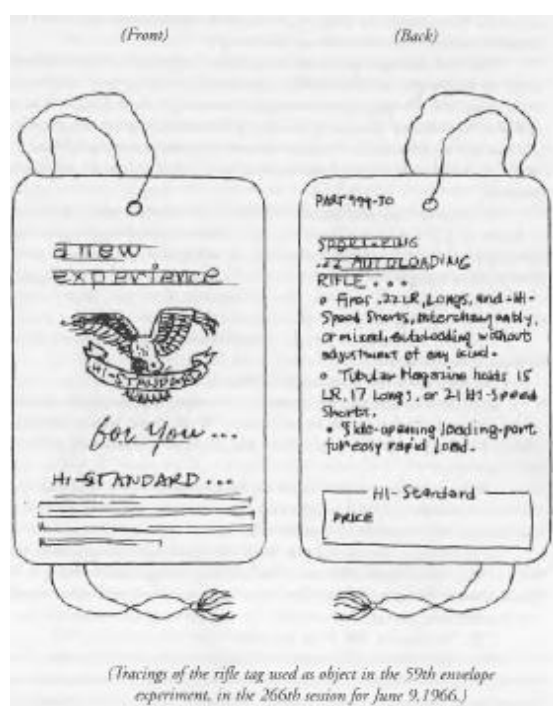 (Front)
a new
experience
HI-STANDARD
for you...
HI-STANDARD...
(Back)
PART 994-50
SPORT-KING
.22 AUTOLOADING
RIFLE...
• Fires .22 LR, Longs, and Hi-
Speed Shorts, interchangeably,
or mixed, autoloading without
adjustment of any kind.
• Tubular Magazine holds 15
LR, 17 Longs, or 21 Hi-Speed
Shorts.
• Side-opening loading-port
for easy rapid load.
HI-Standard
PRICE
(Tracings of the rifle tag used as object in the 59th envelope
experiment, in the 266th session for June 9, 1966.)